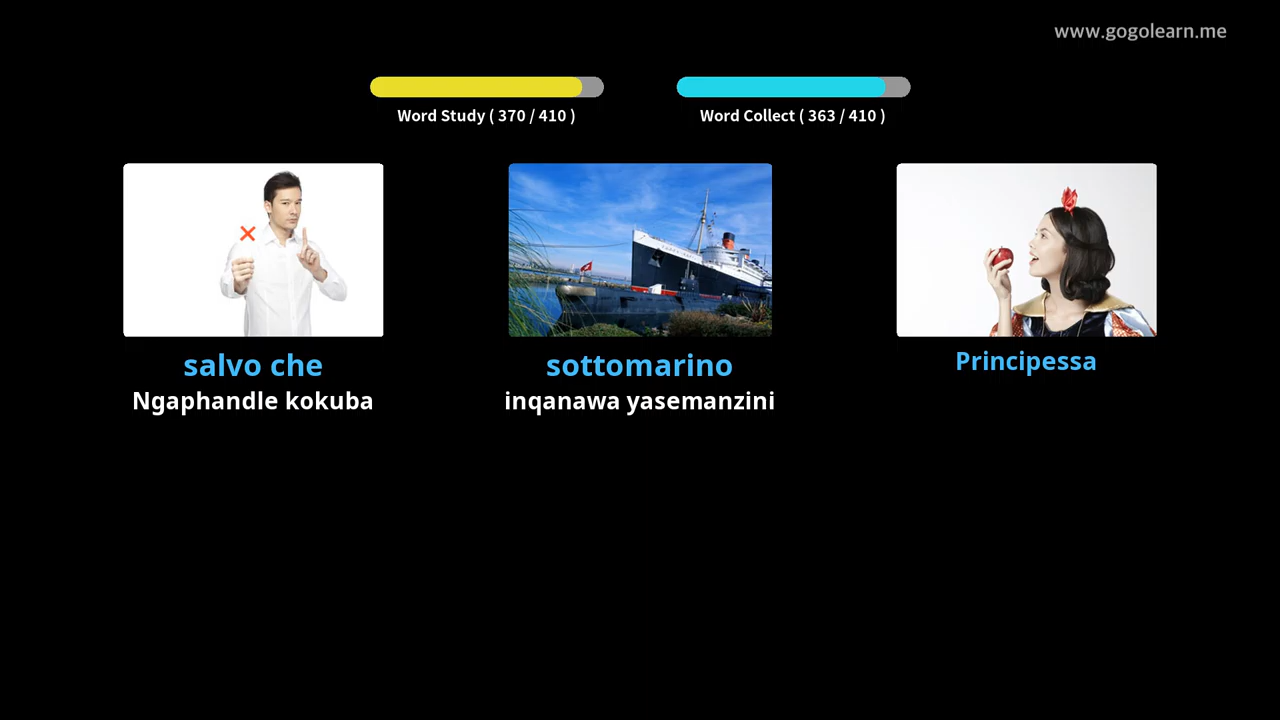 www.gogolearn.me
Word Study ( 370 / 410 )
Word Collect ( 363 / 410 )
salvo che
Ngaphandle kokuba
sottomarino
inqanawa yasemanzini
Principessa